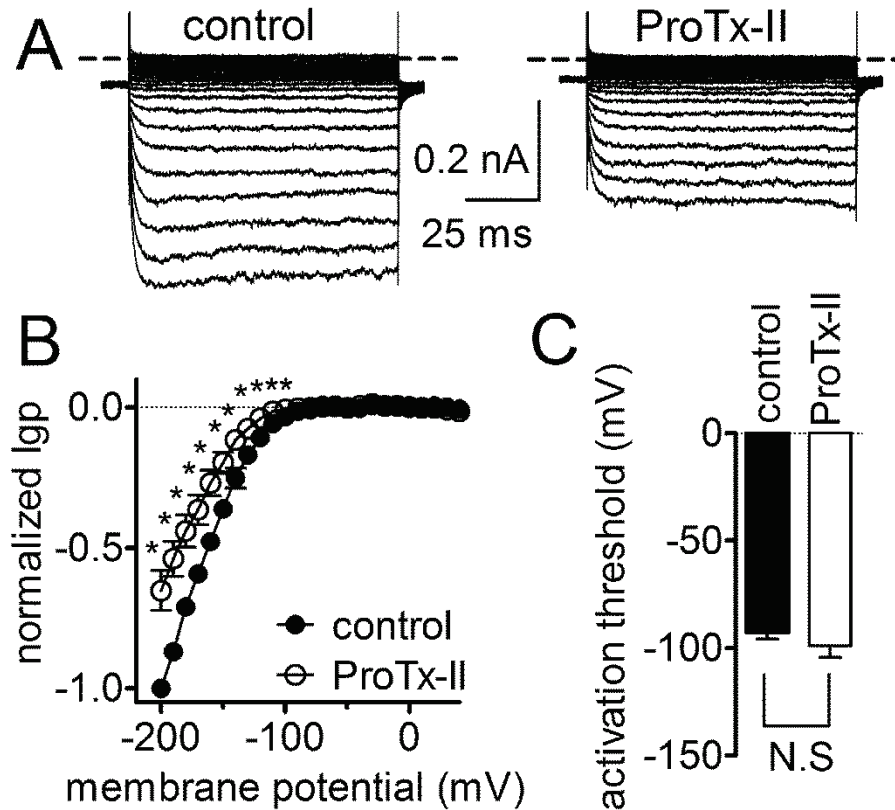 A
control
ProTx-II
0.2 nA
25 ms
B
* * * * * * * * ***
0.0
-0.5
-1.0
normalized Igp
control
ProTx-II
-200
-100
0
membrane potential (mV)
C
control
ProTx-II
0
-50
-100
-150
activation threshold (mV)
N.S